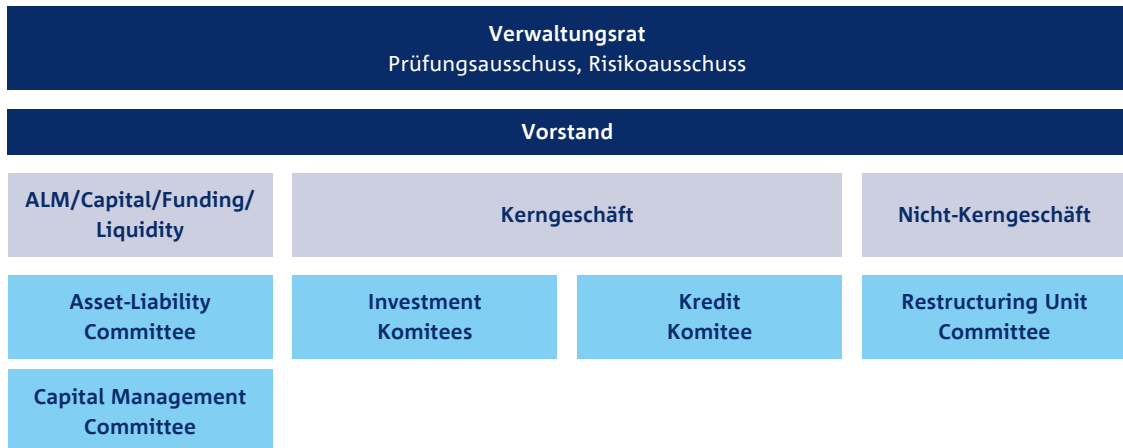 Verwaltungsrat
Prüfungsausschuss, Risikoausschuss
Vorstand
ALM/Capital/Funding/
Liquidity
Kerngeschäft
Nicht-Kerngeschäft
Asset-Liability
Committee
Investment
Komitees
Kredit
Komitee
Restructuring Unit
Committee
Capital Management
Committee